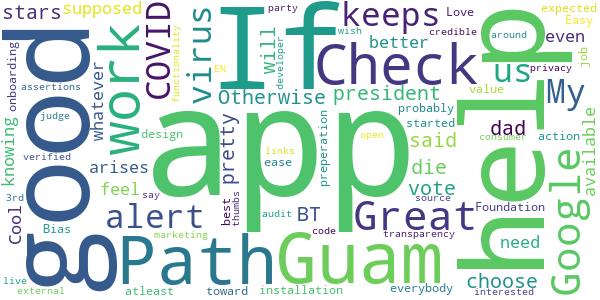 stars
supposed
EN
functionality
COVID
virus
will
developer
If
party
keeps
Love
credible
expected
Easy
wish
better
even
around
job
onboarding
good
work
Check
us
help
My
privacy
assertions
whatever
Otherwise
president
probably
value
judge
knowing
verified
arises
design
pretty
app
links
ease
open
preperation
said
started
consumer
dad
action
available
Google
3rd
Cool
feel
say
die
vote
source
need
Foundation
Bias
alert
best
thumbs
audit
BT
code
Great
transparency
choose
marketing
Path
Guam
live
external
atleast
toward
installation
everybody
interested